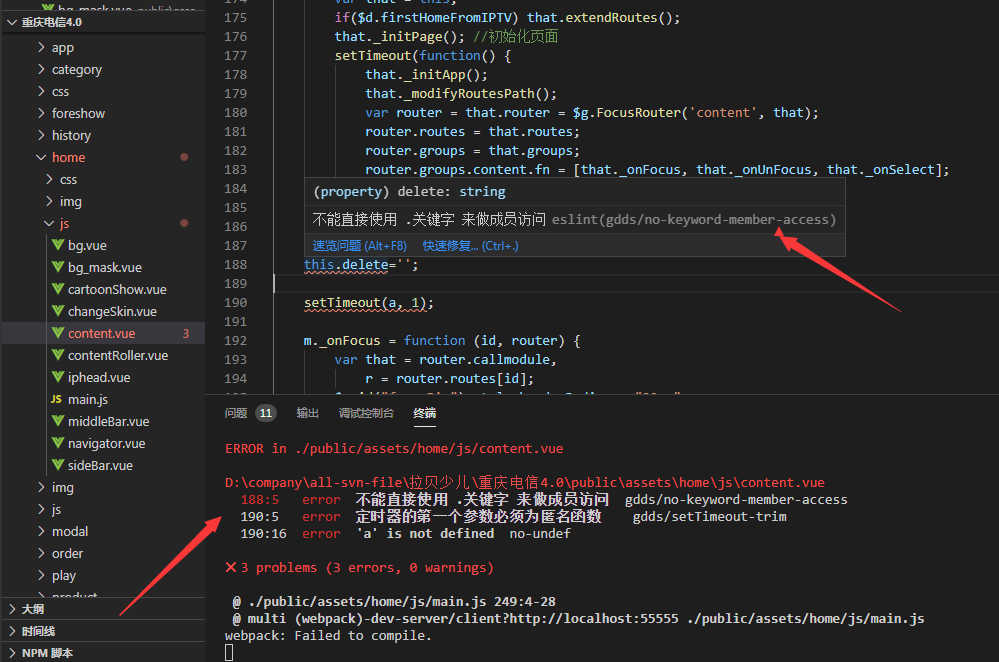 重庆电信4.0
app
category
css
foreshow
history
home
css
img
js
bg.vue
bg_mask.vue
cartoonShow.vue
changeSkin.vue
content.vue 3
contentRoller.vue
iphead.vue
JS main.js
middleBar.vue
navigator.vue
sideBar.vue
img
js
modal
order
play
大纲
时间线
NPM 脚本
175 if($d.firstHomeFromIPTV) that.extendRoutes();
176 that._initPage(); //初始化页面
177 setTimeout(function() {
178 that._initApp();
179 that._modifyRoutesPath();
180 var router = that.router = $g.FocusRouter('content', that);
181 router.routes = that.routes;
182 router.groups = that.groups;
183 router.groups.content.fn = [that._onFocus, that._onUnFocus, that._onSelect];
184 (property) delete: string
185
186 不能直接使用 .关键字 来做成员访问 eslint(gdds/no-keyword-member-access)
187 速览问题 (Alt+F8) 快速修复... (Ctrl+.)
188 this.delete='';
189
190 setTimeout(a, 1);
191
192 m._onFocus = function (id, router) {
193 var that = router.callmodule,
194 r = router.routes[id];
问题 11 输出 调试控制台 终端
ERROR in ./public/assets/home/js/content.vue
D:\company\all-svn-file\拉贝少儿\重庆电信4.0\public\assets\home\js\content.vue
188:5 error 不能直接使用 .关键字 来做成员访问 gdds/no-keyword-member-access
190:5 error 定时器的第一个参数必须为匿名函数 gdds/setTimeout-trim
190:16 error 'a' is not defined no-undef
✕ 3 problems (3 errors, 0 warnings)
@ ./public/assets/home/js/main.js 249:4-28
@ multi (webpack)-dev-server/client?http://localhost:55555 ./public/assets/home/js/main.js
webpack: Failed to compile.